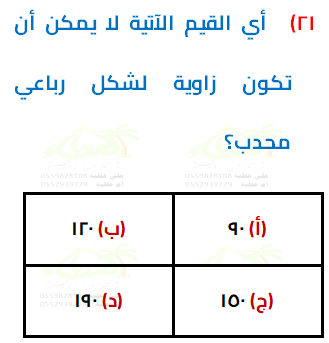 ٢١) أي القيم الآتية لا يمكن أن
تكون زاوية لشكل رباعي
محدب؟
(أ) ٩٠
(ب) ١٢٠
(ج) ١٥٠
(د) ١٩٠